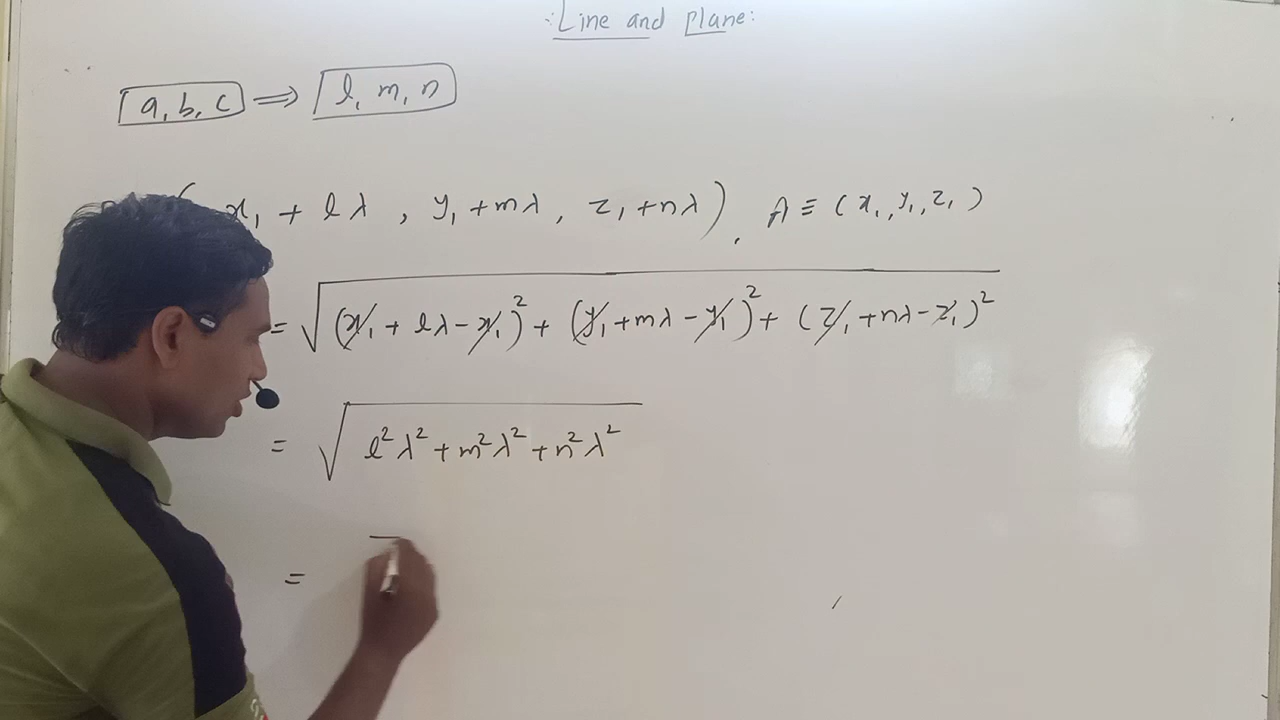 :Line and plane:
a, b, c ⟹ l, m, n
x₁ + lλ, y₁ + mλ, z₁ + nλ). A ≡ (x₁, y₁, z₁)
= √((x₁ + lλ - x₁)² + (y₁ + mλ - y₁)² + (z₁ + nλ - z₁)²)
= √(l²λ² + m²λ² + n²λ²)
=